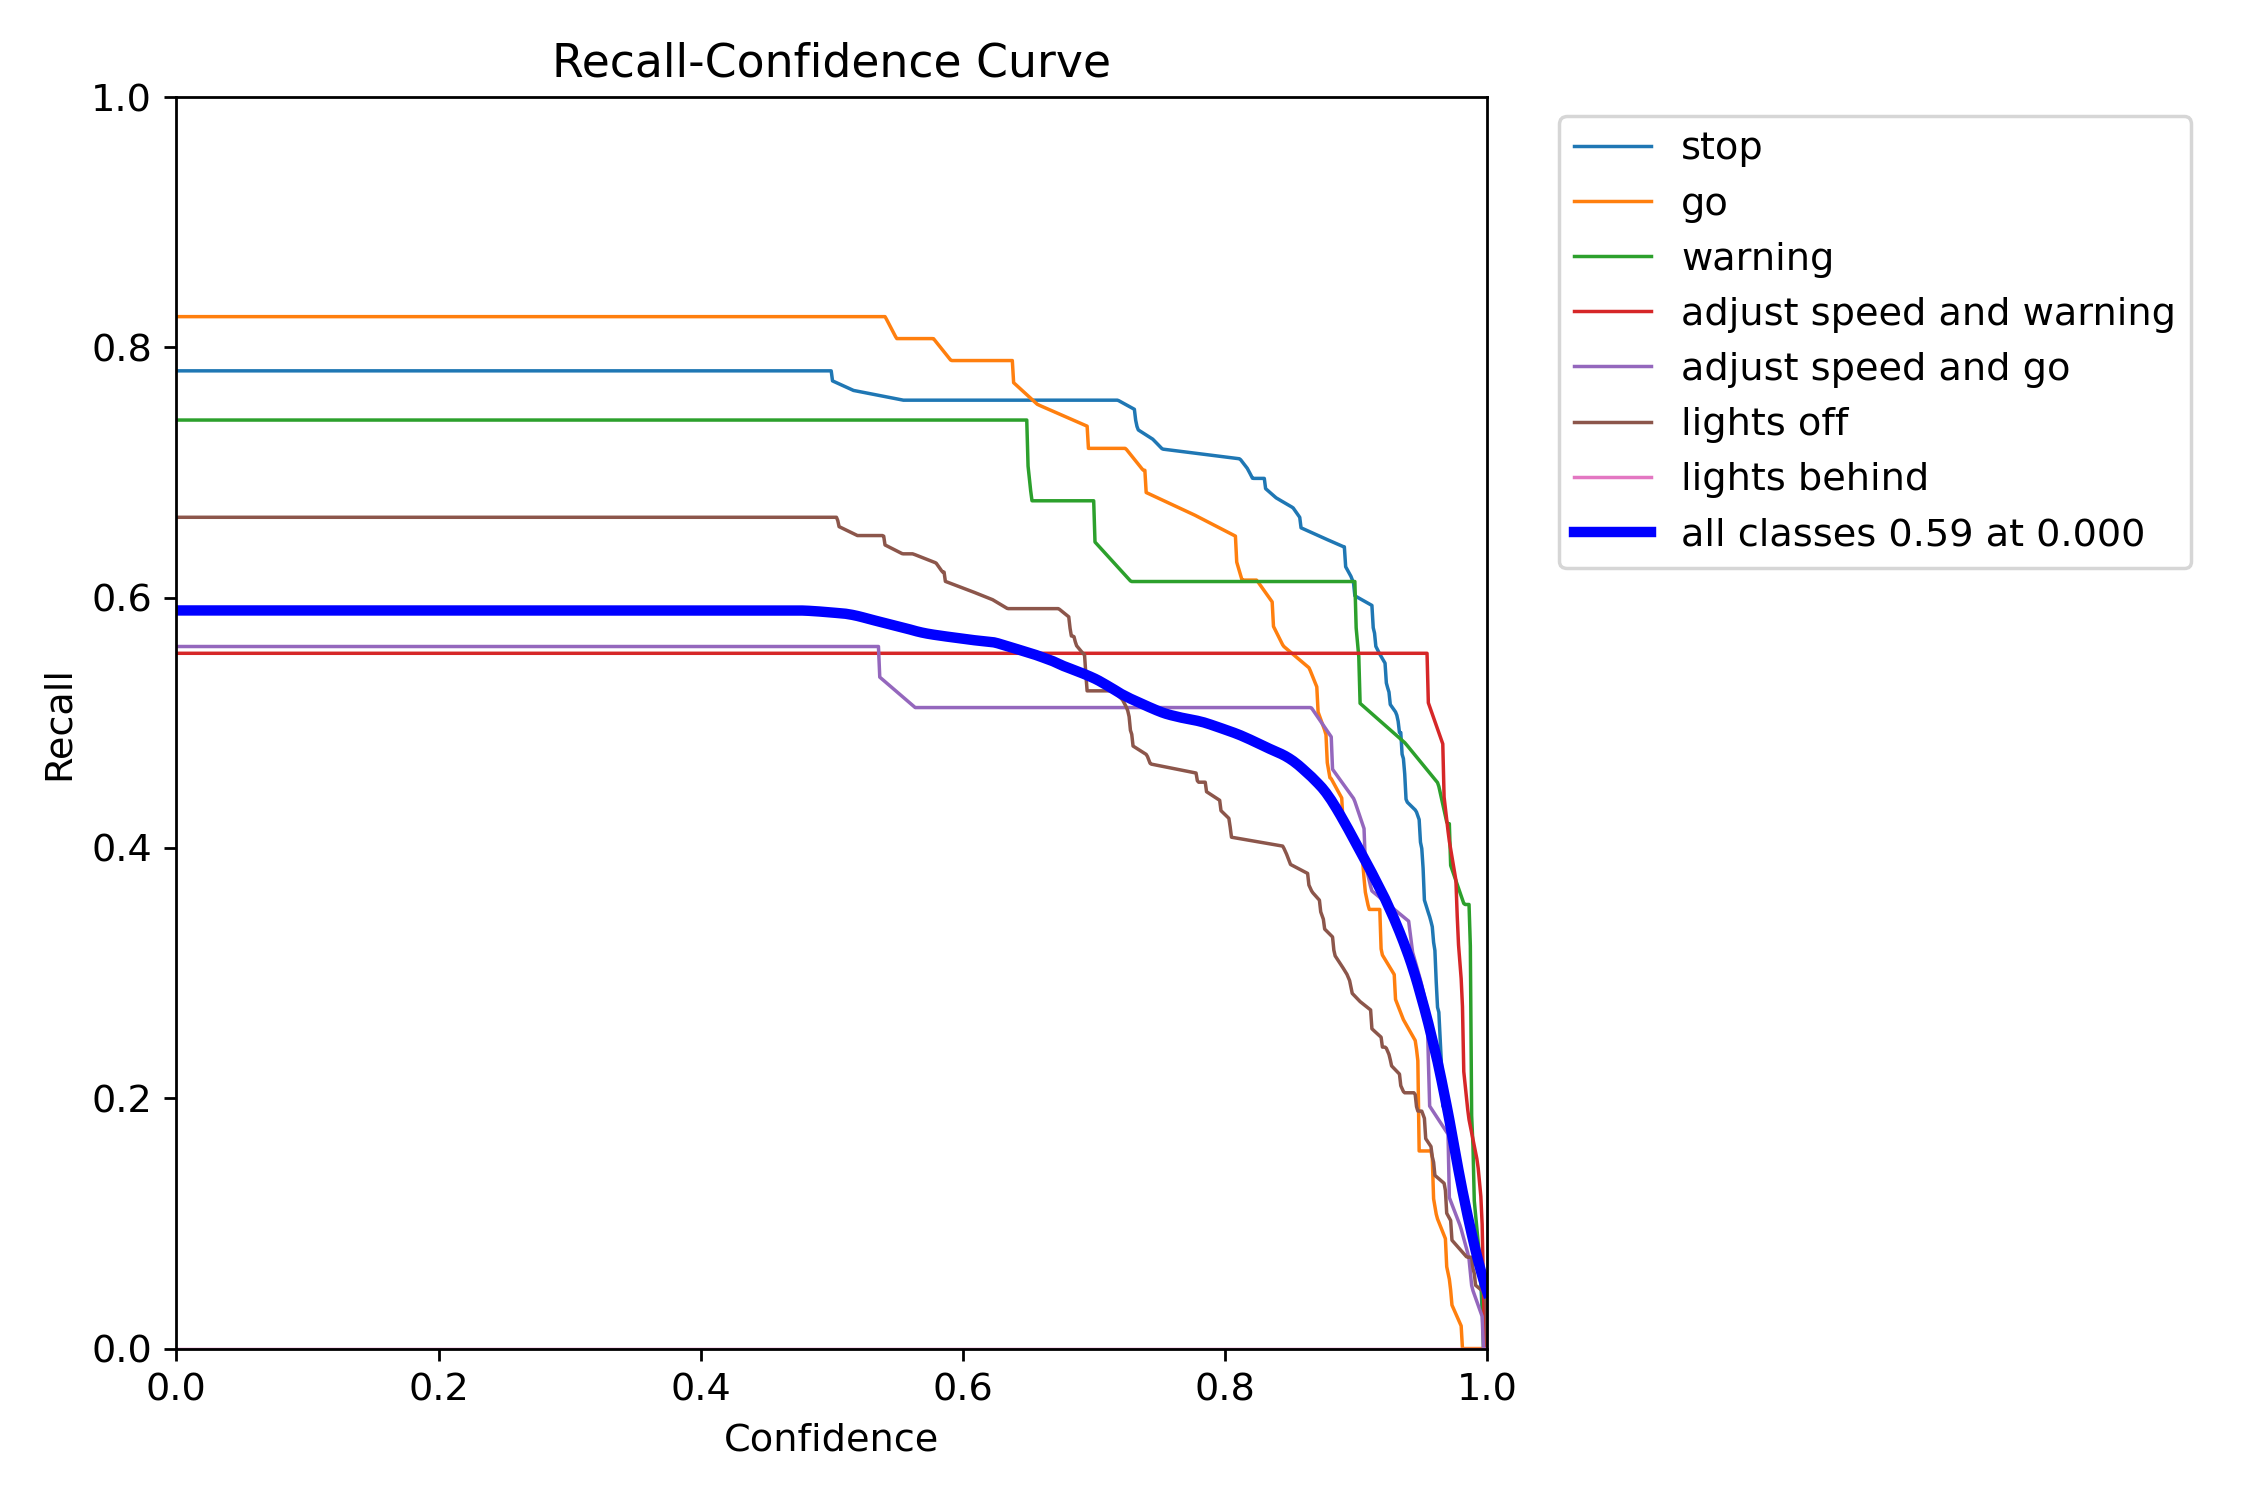 Recall-Confidence Curve
1.0
0.8
0.6
0.4
0.2
0.0
Recall
0.0 0.2 0.4 0.6 0.8 1.0
Confidence
stop
go
warning
adjust speed and warning
adjust speed and go
lights off
lights behind
all classes 0.59 at 0.000